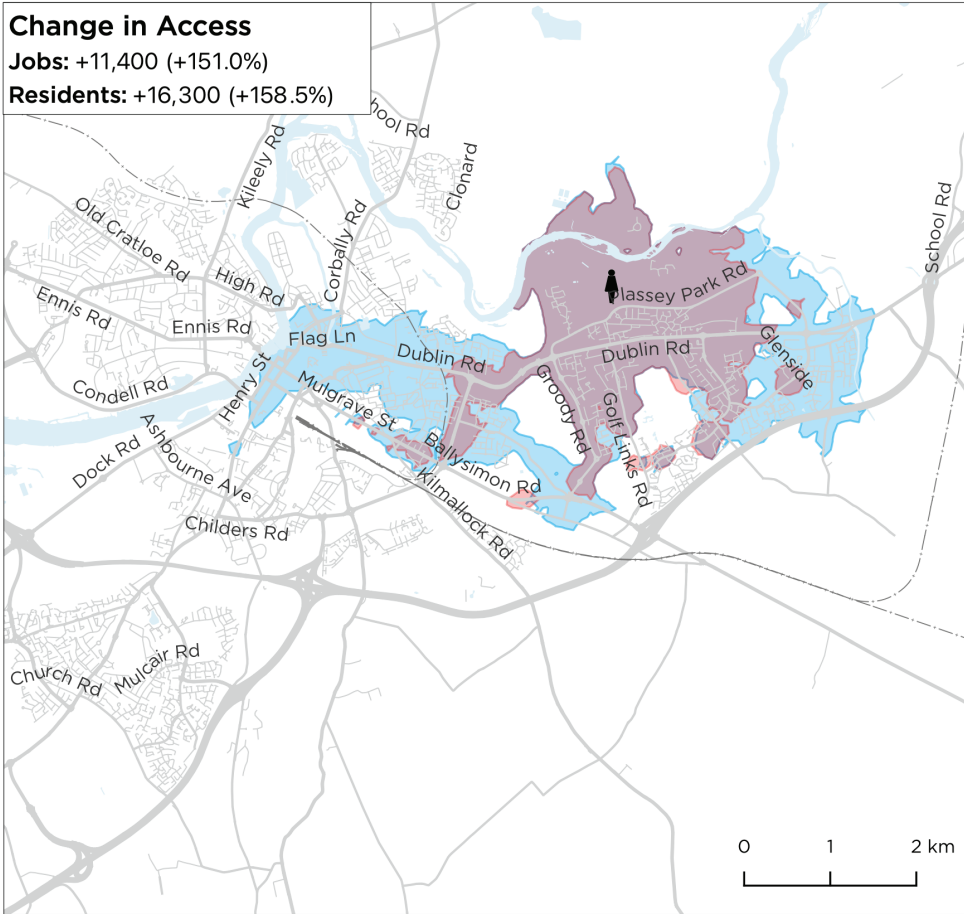 Change in Access
Jobs: +11,400 (+151.0%)
Residents: +16,300 (+158.5%)
hool Rd
Kileely Rd
Clonard
School Rd
Old Cratloe Rd
Corbally Rd
High Rd
Plassey Park Rd
Ennis Rd
Ennis Rd
Flag Ln
Dublin Rd
Dublin Rd
Glenside
Condell Rd
Henry St
Mulgrave St
Groody Rd
Golf Links Rd
Dock Rd
Ashbourne Ave
Ballysimon Rd
Kilmallock Rd
Childers Rd
Church Rd
Mulcair Rd
0 1 2 km